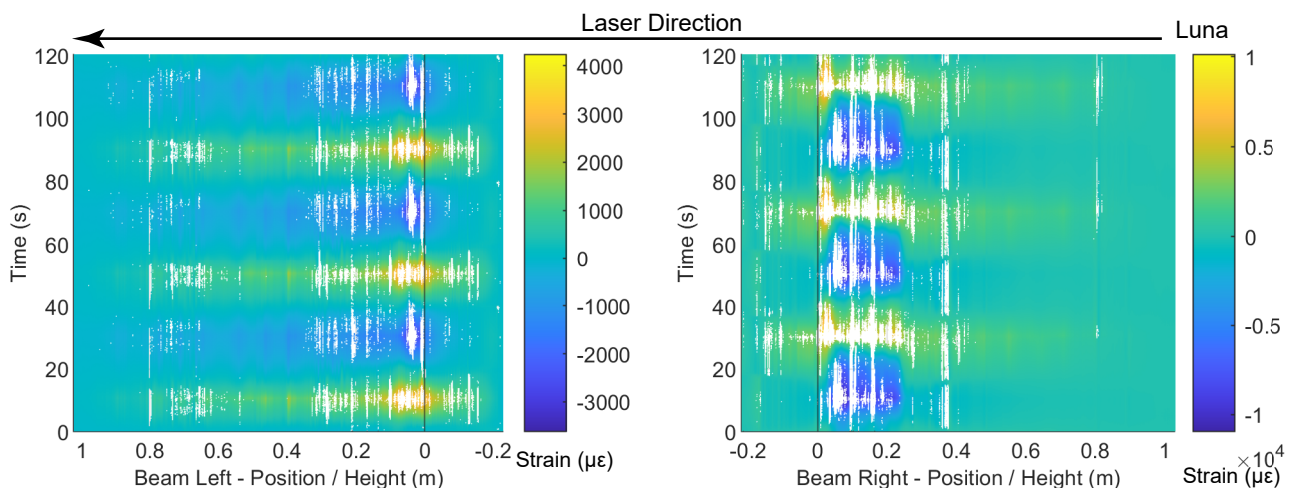 Laser Direction
Luna
120
100
80
60
40
20
0
Time (s)
1 0.8 0.6 0.4 0.2 0 -0.2
Beam Left - Position / Height (m)
4000
3000
2000
1000
0
-1000
-2000
-3000
Strain (με)
120
100
80
60
40
20
0
Time (s)
-0.2 0 0.2 0.4 0.6 0.8 1
Beam Right - Position / Height (m)
1
0.5
0
-0.5
-1
×10⁴
Strain (με)